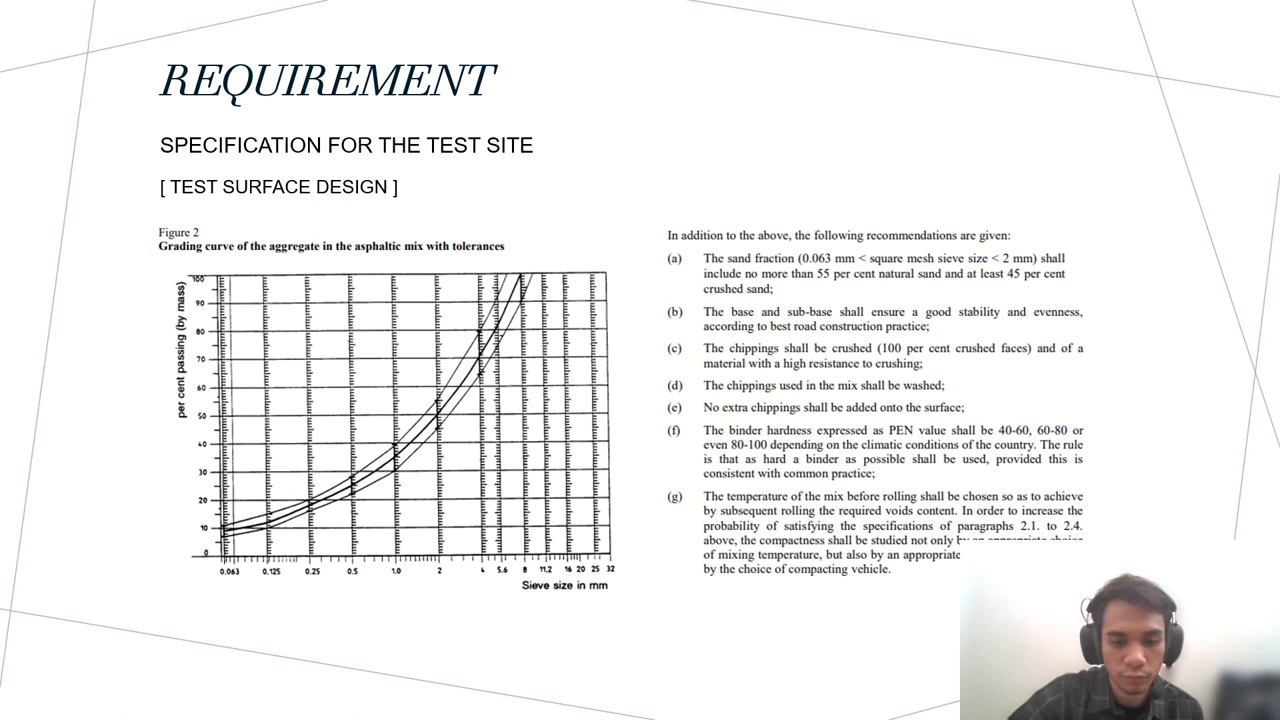 REQUIREMENT
SPECIFICATION FOR THE TEST SITE
[ TEST SURFACE DESIGN ]
Figure 2
Grading curve of the aggregate in the asphaltic mix with tolerances
per cent passing (by mass)
100
90
80
70
60
50
40
30
20
10
0
0.063 0.125 0.25 0.5 1.0 2 4 5.6 8 11.2 16 20 25 32
Sieve size in mm
In addition to the above, the following recommendations are given:
(a) The sand fraction (0.063 mm < square mesh sieve size < 2 mm) shall
include no more than 55 per cent natural sand and at least 45 per cent
crushed sand;
(b) The base and sub-base shall ensure a good stability and evenness,
according to best road construction practice;
(c) The chippings shall be crushed (100 per cent crushed faces) and of a
material with a high resistance to crushing;
(d) The chippings used in the mix shall be washed;
(e) No extra chippings shall be added onto the surface;
(f) The binder hardness expressed as PEN value shall be 40-60, 60-80 or
even 80-100 depending on the climatic conditions of the country. The rule
is that as hard a binder as possible shall be used, provided this is
consistent with common practice;
(g) The temperature of the mix before rolling shall be chosen so as to achieve
by subsequent rolling the required voids content. In order to increase the
probability of satisfying the specifications of paragraphs 2.1. to 2.4.
above, the compactness shall be studied not only
of mixing temperature, but also by an appropriate
by the choice of compacting vehicle.